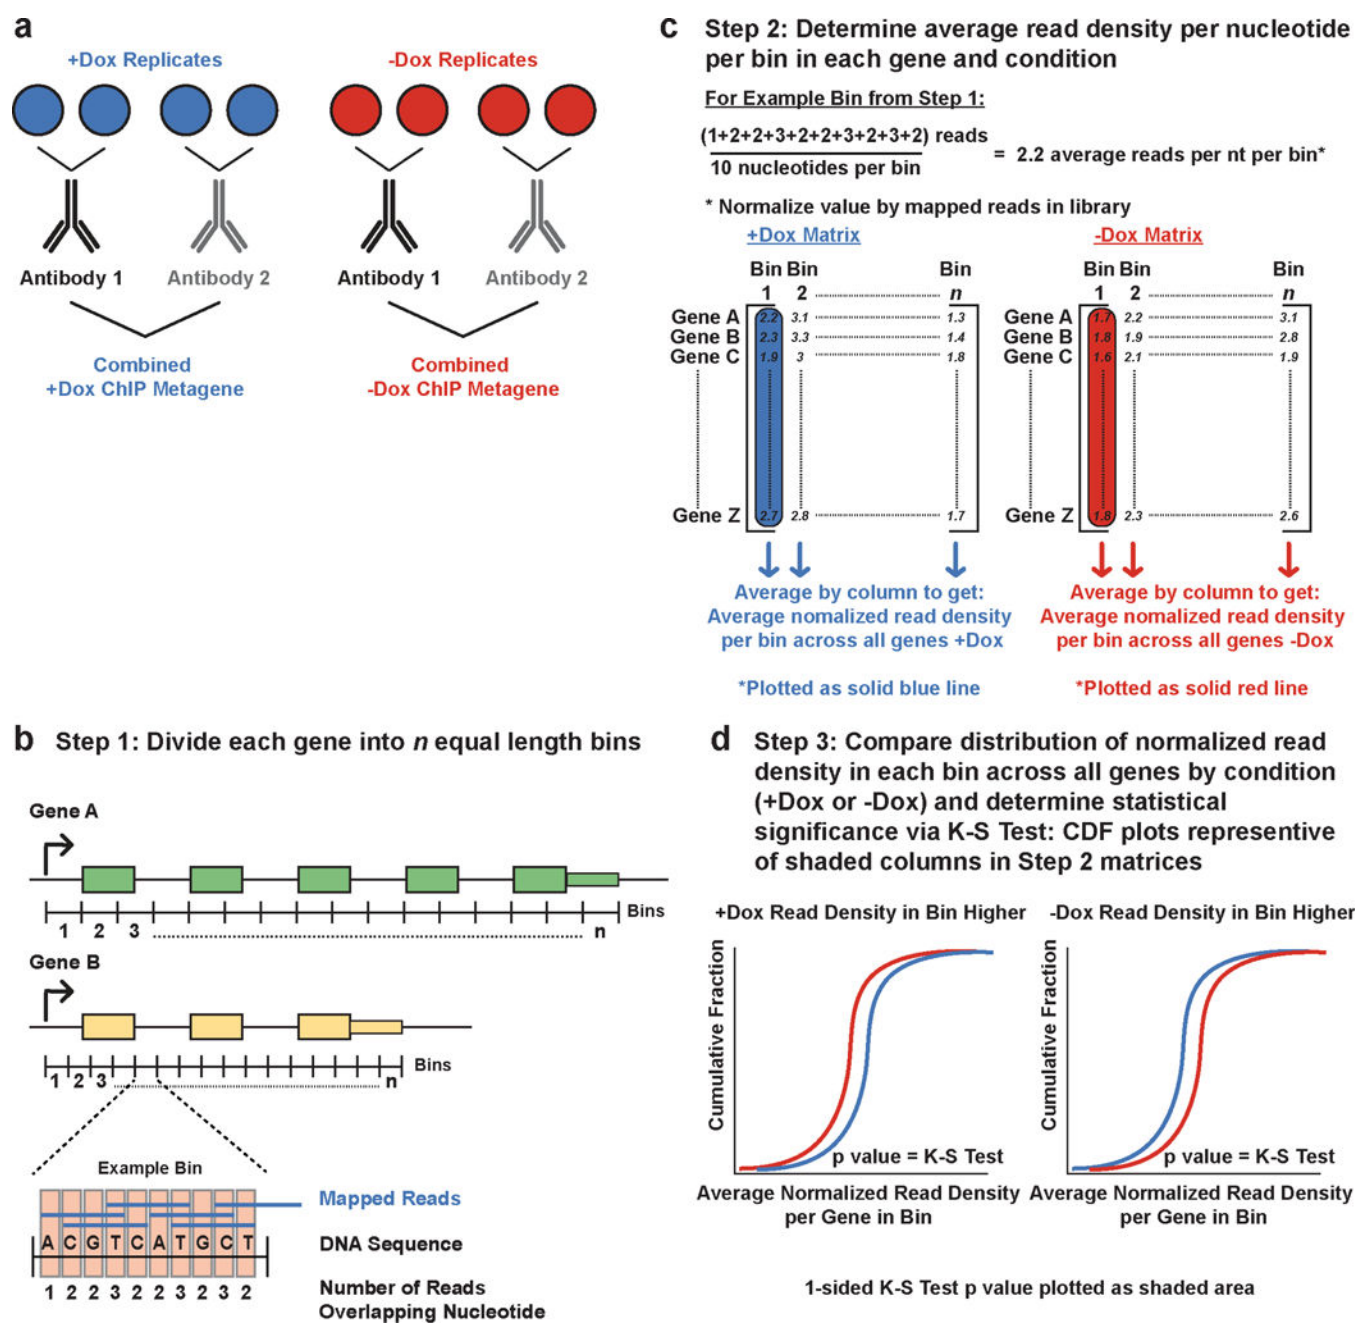 a
+Dox Replicates
-Dox Replicates
Antibody 1
Antibody 2
Antibody 1
Antibody 2
Combined
+Dox ChIP Metagene
Combined
-Dox ChIP Metagene
b Step 1: Divide each gene into n equal length bins
Gene A
Bins
1 2 3 n
Gene B
Bins
1 2 3 n
Example Bin
Mapped Reads
A C G T C A T G C T
DNA Sequence
1 2 2 3 2 2 3 2 3 2
Number of Reads
Overlapping Nucleotide
c Step 2: Determine average read density per nucleotide
per bin in each gene and condition
For Example Bin from Step 1:
(1+2+2+3+2+2+3+2+3+2) reads
10 nucleotides per bin
= 2.2 average reads per nt per bin*
* Normalize value by mapped reads in library
+Dox Matrix
Bin Bin Bin
1 2 n
Gene A 2.2 3.1 1.3
Gene B 2.3 3.3 1.4
Gene C 1.9 3 1.8
Gene Z 2.7 2.8 1.7
Average by column to get:
Average nomalized read density
per bin across all genes +Dox
*Plotted as solid blue line
-Dox Matrix
Bin Bin Bin
1 2 n
Gene A 1.7 2.2 3.1
Gene B 1.8 1.9 2.8
Gene C 1.6 2.1 1.9
Gene Z 1.8 2.3 2.6
Average by column to get:
Average nomalized read density
per bin across all genes -Dox
*Plotted as solid red line
d Step 3: Compare distribution of normalized read
density in each bin across all genes by condition
(+Dox or -Dox) and determine statistical
significance via K-S Test: CDF plots representive
of shaded columns in Step 2 matrices
+Dox Read Density in Bin Higher
Cumulative Fraction
p value = K-S Test
Average Normalized Read Density
per Gene in Bin
-Dox Read Density in Bin Higher
Cumulative Fraction
p value = K-S Test
Average Normalized Read Density
per Gene in Bin
1-sided K-S Test p value plotted as shaded area